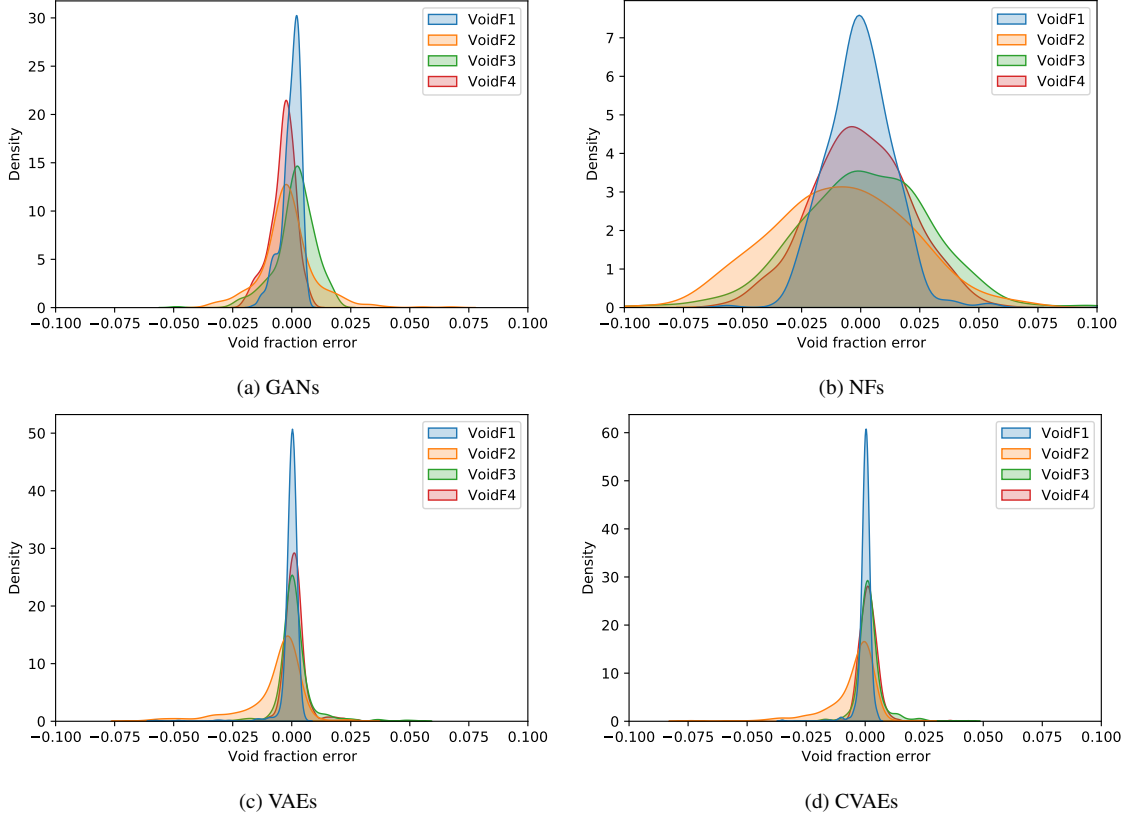 30
25
20
15
10
5
0
Density
−0.100 −0.075 −0.050 −0.025 0.000 0.025 0.050 0.075 0.100
Void fraction error
VoidF1
VoidF2
VoidF3
VoidF4
(a) GANs
7
6
5
4
3
2
1
0
Density
−0.100 −0.075 −0.050 −0.025 0.000 0.025 0.050 0.075 0.100
Void fraction error
VoidF1
VoidF2
VoidF3
VoidF4
(b) NFs
50
40
30
20
10
0
Density
−0.100 −0.075 −0.050 −0.025 0.000 0.025 0.050 0.075 0.100
Void fraction error
VoidF1
VoidF2
VoidF3
VoidF4
(c) VAEs
60
50
40
30
20
10
0
Density
−0.100 −0.075 −0.050 −0.025 0.000 0.025 0.050 0.075 0.100
Void fraction error
VoidF1
VoidF2
VoidF3
VoidF4
(d) CVAEs